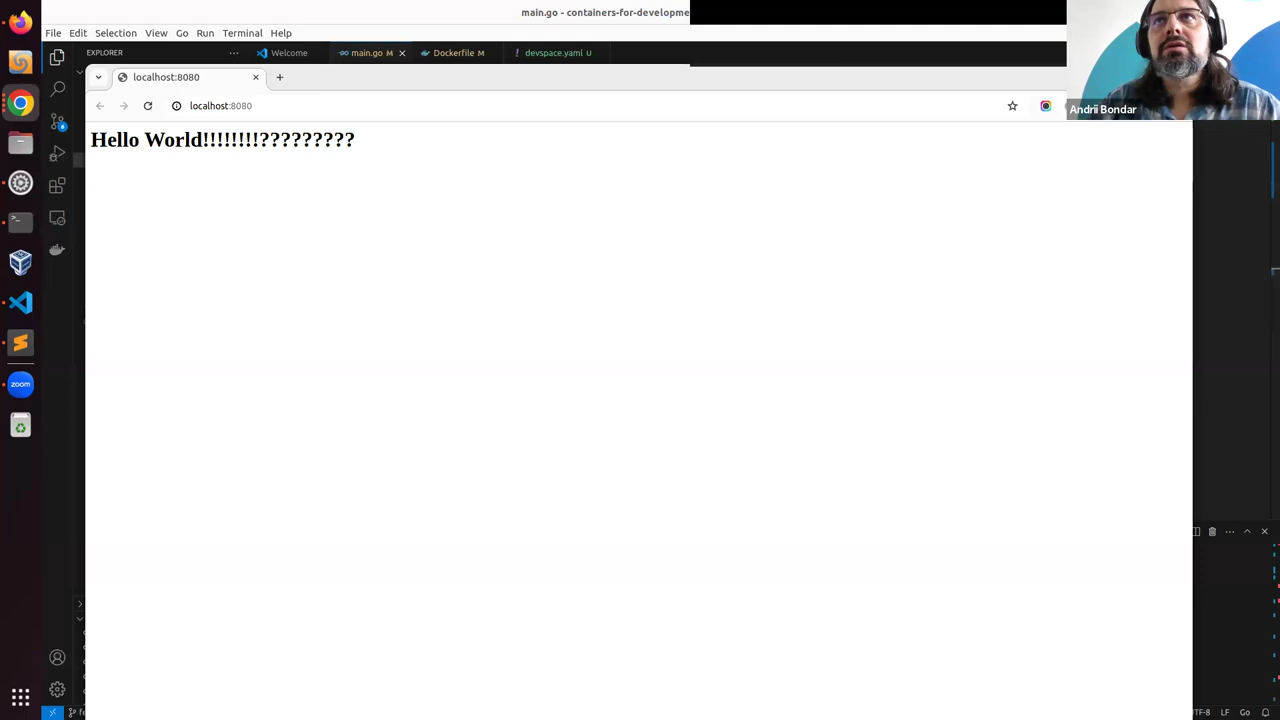 main.go - containers-for-developme
File Edit Selection View Go Run Terminal Help
EXPLORER
Welcome
main.go M
Dockerfile M
! devspace.yaml U
localhost:8080
localhost:8080
Andrii Bondar
Hello World!!!!!!!!?????????
zoom
UTF-8 LF Go